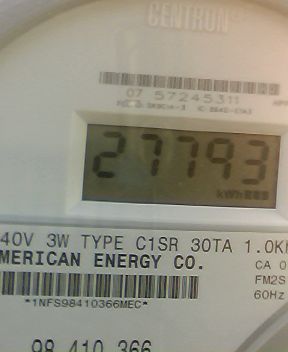 CENTRON
07 57245311
27793
kWh
40V 3W TYPE C1SR 30TA 1.0K
MERICAN ENERGY CO.
CA 0
FM2S
*1NFS98410366MEC*
60Hz
98 410 366